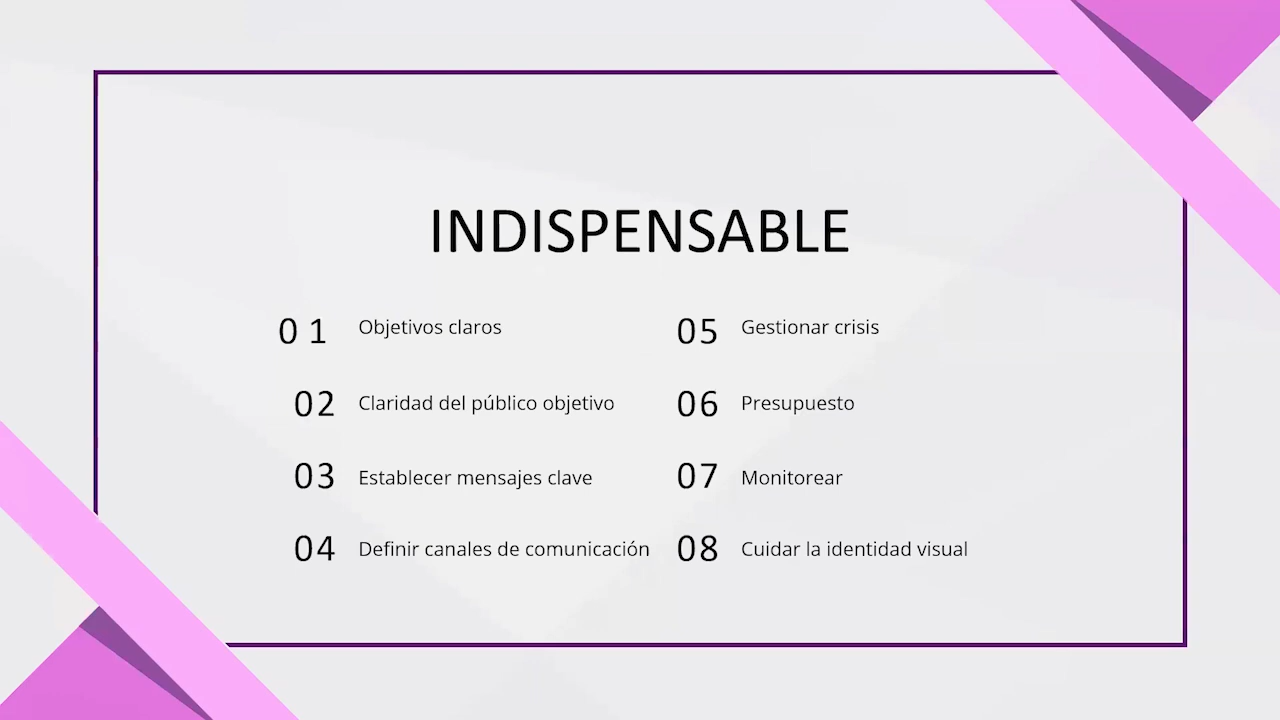 INDISPENSABLE
0 1 Objetivos claros
02 Claridad del público objetivo
03 Establecer mensajes clave
04 Definir canales de comunicación
05 Gestionar crisis
06 Presupuesto
07 Monitorear
08 Cuidar la identidad visual